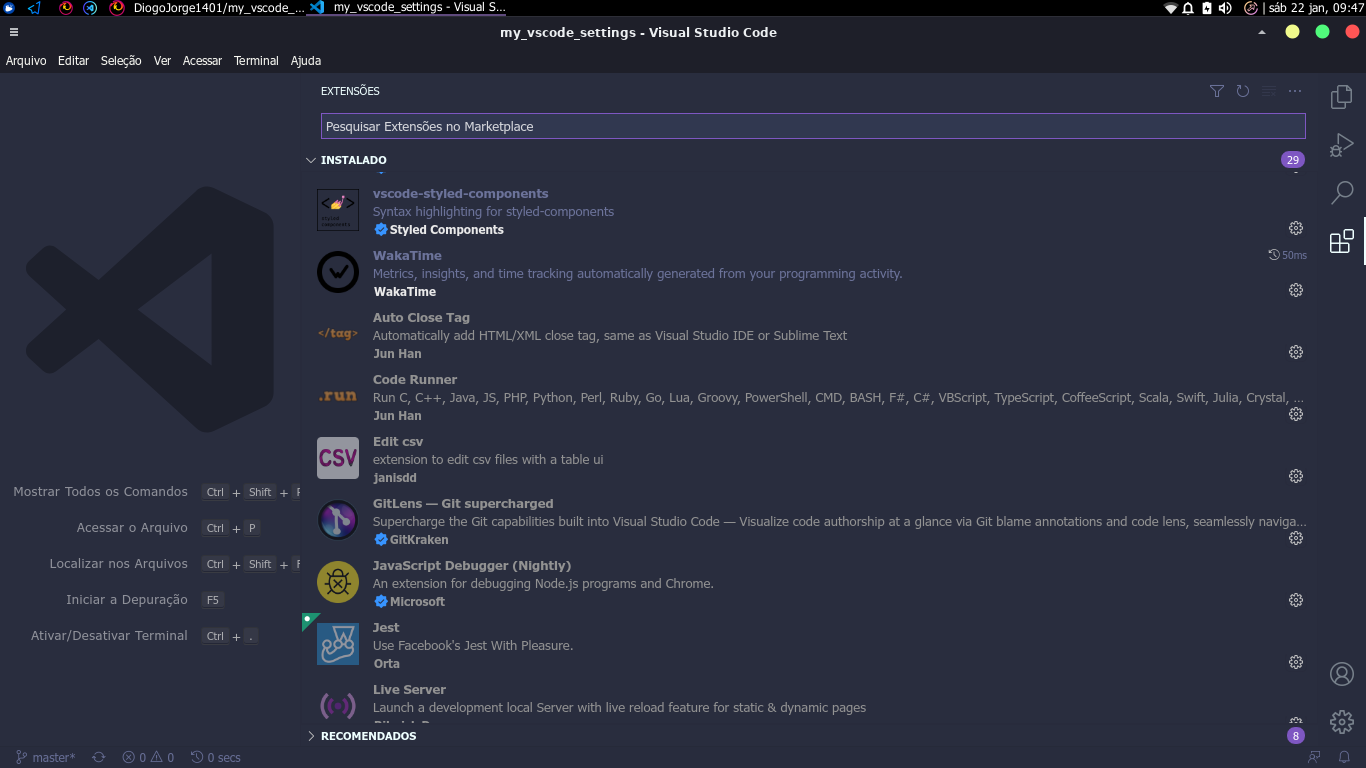 DiogoJorge1401/my_vscode_... my_vscode_settings - Visual S... | sáb 22 jan, 09:47
my_vscode_settings - Visual Studio Code
Arquivo Editar Seleção Ver Acessar Terminal Ajuda
EXTENSÕES
Pesquisar Extensões no Marketplace
INSTALADO 29
vscode-styled-components
Syntax highlighting for styled-components
Styled Components
WakaTime 50ms
Metrics, insights, and time tracking automatically generated from your programming activity.
WakaTime
</tag>
Auto Close Tag
Automatically add HTML/XML close tag, same as Visual Studio IDE or Sublime Text
Jun Han
.run
Code Runner
Run C, C++, Java, JS, PHP, Python, Perl, Ruby, Go, Lua, Groovy, PowerShell, CMD, BASH, F#, C#, VBScript, TypeScript, CoffeeScript, Scala, Swift, Julia, Crystal, ...
Jun Han
CSV
Edit csv
extension to edit csv files with a table ui
janisdd
GitLens — Git supercharged
Supercharge the Git capabilities built into Visual Studio Code — Visualize code authorship at a glance via Git blame annotations and code lens, seamlessly naviga...
GitKraken
JavaScript Debugger (Nightly)
An extension for debugging Node.js programs and Chrome.
Microsoft
Jest
Use Facebook's Jest With Pleasure.
Orta
Live Server
Launch a development local Server with live reload feature for static & dynamic pages
RECOMENDADOS 8
Mostrar Todos os Comandos Ctrl + Shift +
Acessar o Arquivo Ctrl + P
Localizar nos Arquivos Ctrl + Shift +
Iniciar a Depuração F5
Ativar/Desativar Terminal Ctrl + .
master* 0 0 0 secs